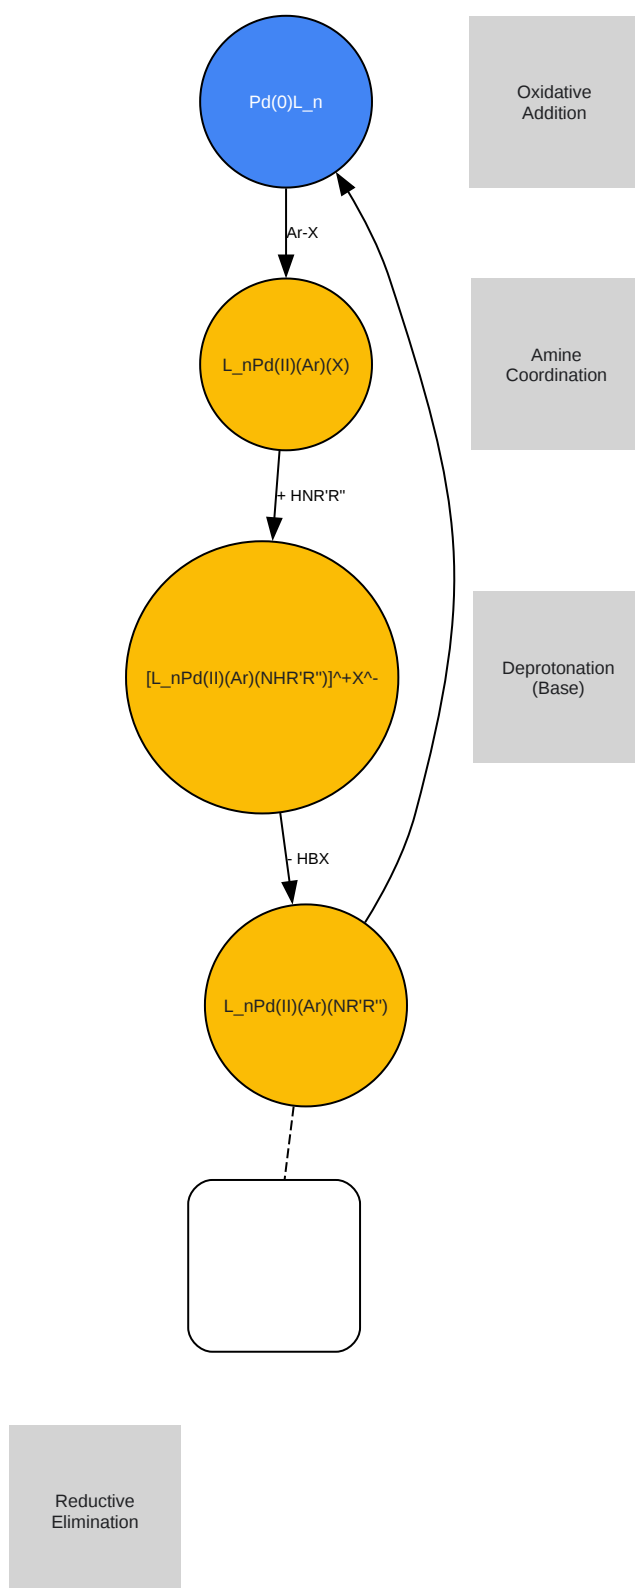 Pd(0)L_n
Oxidative
Addition
Ar-X
L_nPd(II)(Ar)(X)
Amine
Coordination
+ HNR'R"
[L_nPd(II)(Ar)(NHR'R")]^+X^-
Deprotonation
(Base)
- HBX
L_nPd(II)(Ar)(NR'R")
Reductive
Elimination